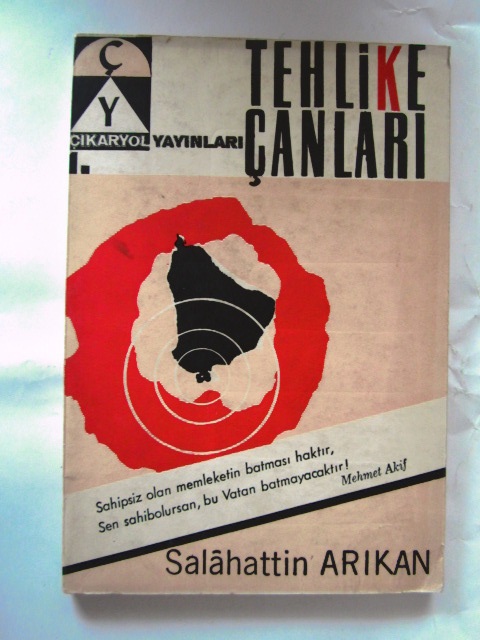 Ç
Y
ÇIKARYOL YAYINLARI
1.
TEHLİKE
ÇANLARI
Sahipsiz olan memleketin batması haktır,
Sen sahibolursan, bu Vatan batmayacaktır!
Mehmet Akif
Salâhattin ARIKAN